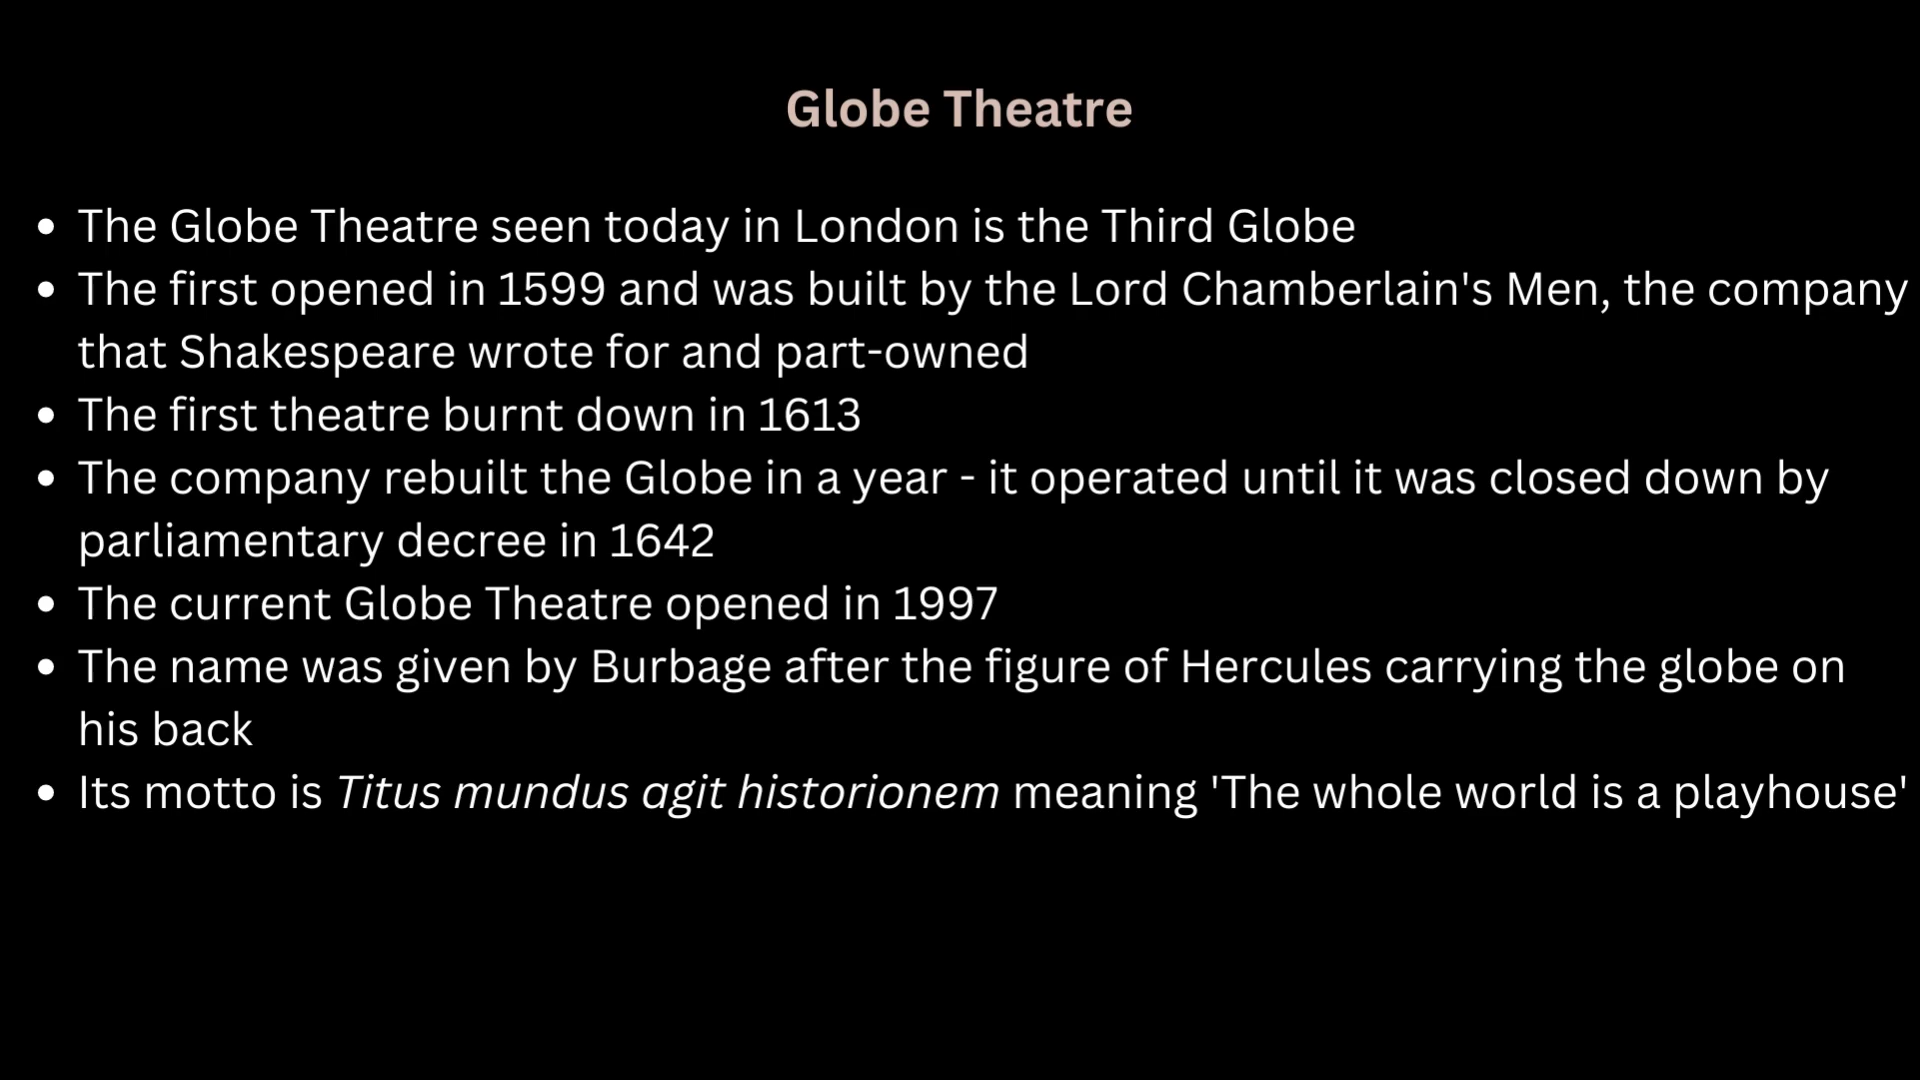 Globe Theatre
• The Globe Theatre seen today in London is the Third Globe
• The first opened in 1599 and was built by the Lord Chamberlain's Men, the company
that Shakespeare wrote for and part-owned
• The first theatre burnt down in 1613
• The company rebuilt the Globe in a year - it operated until it was closed down by
parliamentary decree in 1642
• The current Globe Theatre opened in 1997
• The name was given by Burbage after the figure of Hercules carrying the globe on
his back
• Its motto is Titus mundus agit historionem meaning 'The whole world is a playhouse'